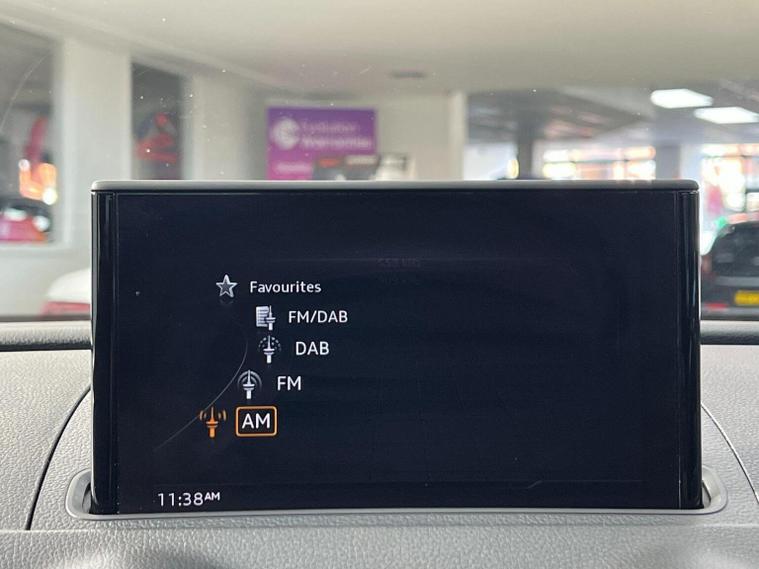 Favourites
FM/DAB
DAB
FM
AM
11:38AM